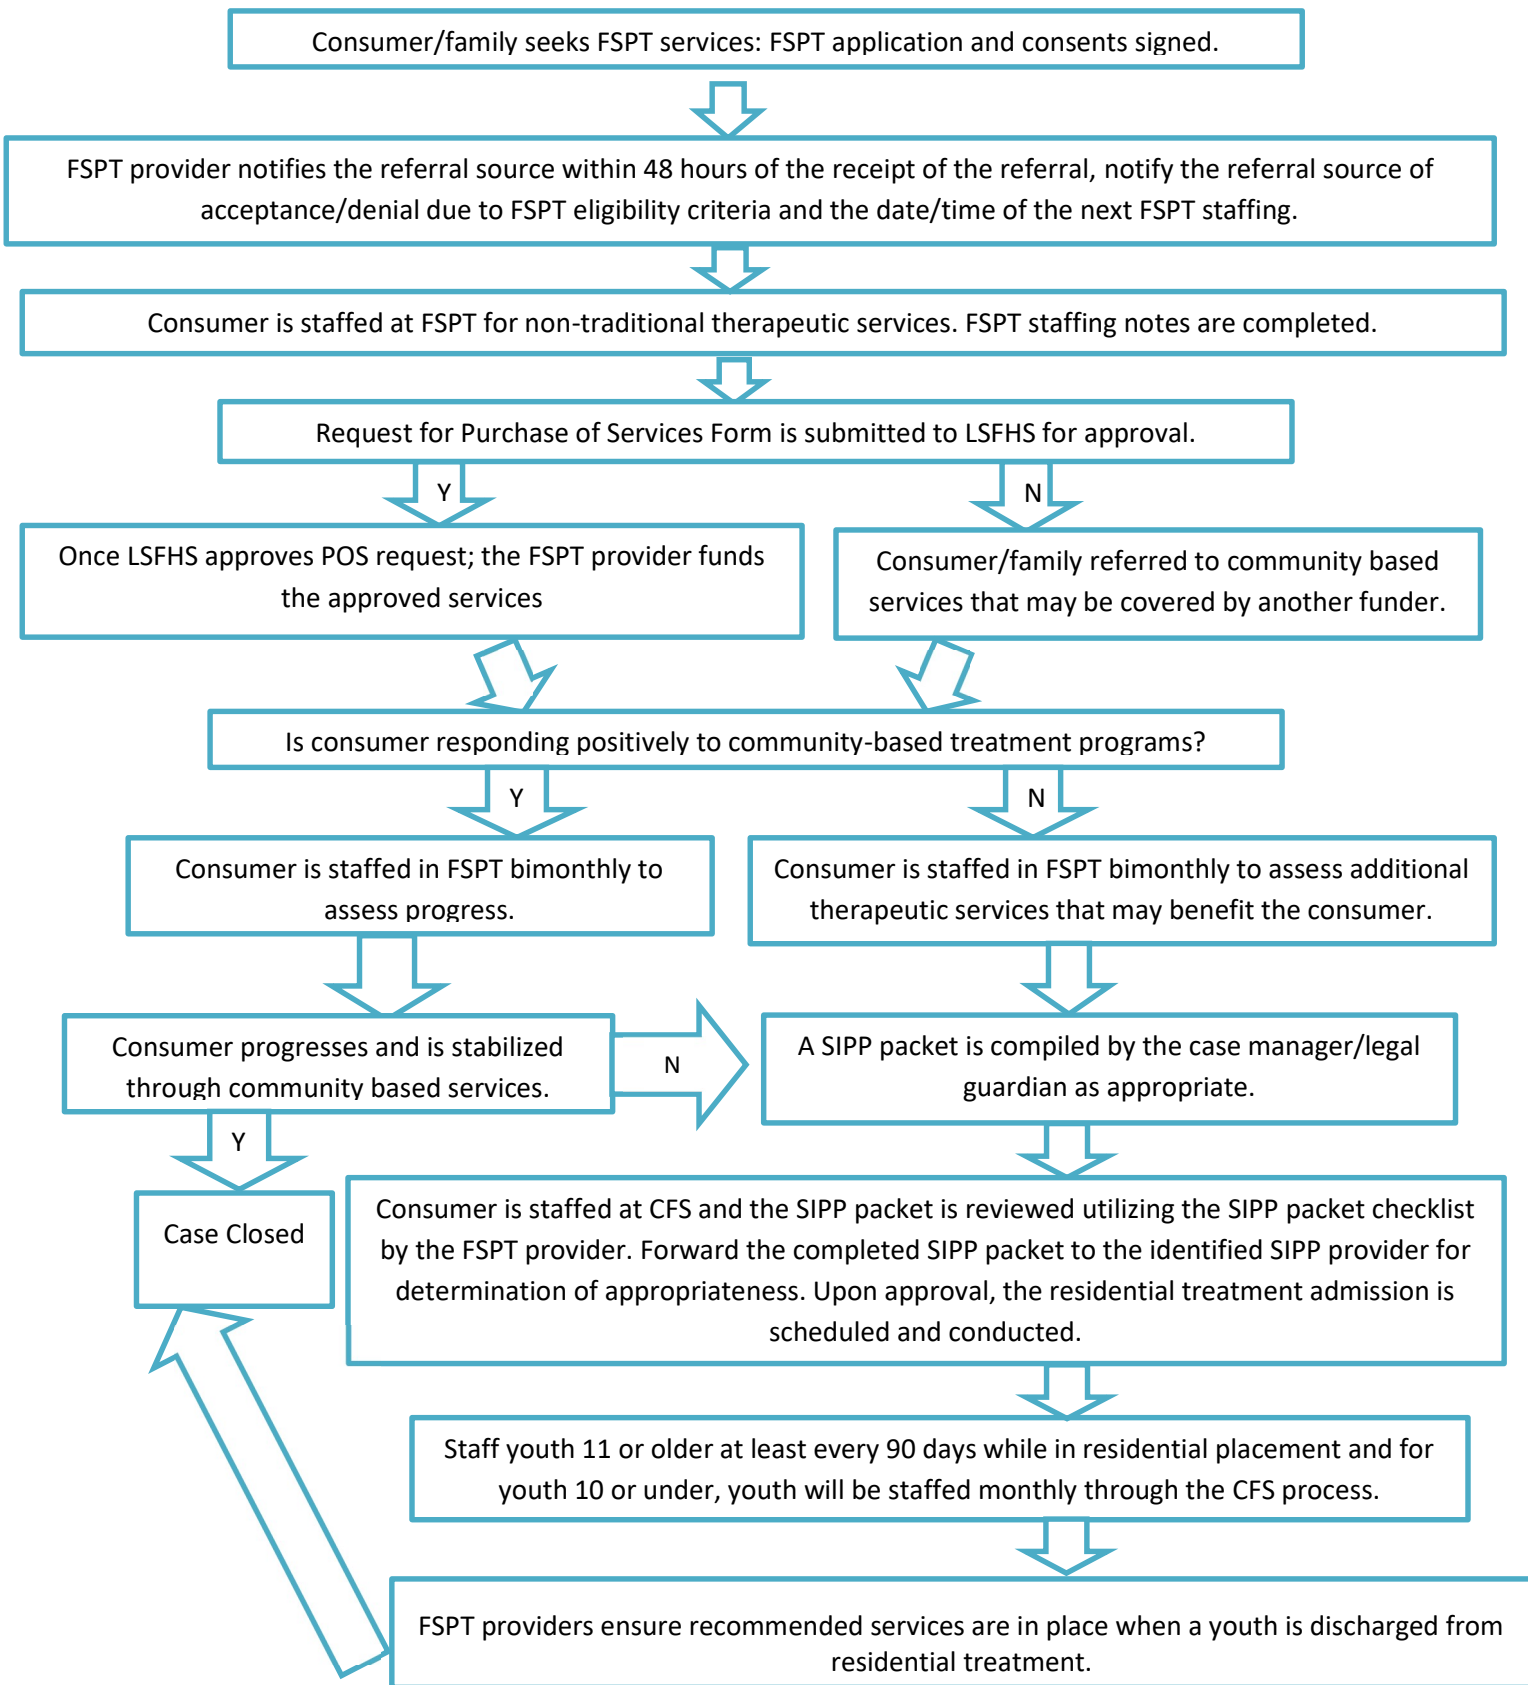 Consumer/family seeks FSPT services: FSPT application and consents signed.
FSPT provider notifies the referral source within 48 hours of the receipt of the referral, notify the referral source of
acceptance/denial due to FSPT eligibility criteria and the date/time of the next FSPT staffing.
Consumer is staffed at FSPT for non-traditional therapeutic services. FSPT staffing notes are completed.
Request for Purchase of Services Form is submitted to LSFHS for approval.
Y
N
Once LSFHS approves POS request; the FSPT provider funds
the approved services
Consumer/family referred to community based
services that may be covered by another funder.
Is consumer responding positively to community-based treatment programs?
Y
N
Consumer is staffed in FSPT bimonthly to
assess progress.
Consumer is staffed in FSPT bimonthly to assess additional
therapeutic services that may benefit the consumer.
Consumer progresses and is stabilized
through community based services.
N
A SIPP packet is compiled by the case manager/legal
guardian as appropriate.
Y
Case Closed
Consumer is staffed at CFS and the SIPP packet is reviewed utilizing the SIPP packet checklist
by the FSPT provider. Forward the completed SIPP packet to the identified SIPP provider for
determination of appropriateness. Upon approval, the residential treatment admission is
scheduled and conducted.
Staff youth 11 or older at least every 90 days while in residential placement and for
youth 10 or under, youth will be staffed monthly through the CFS process.
FSPT providers ensure recommended services are in place when a youth is discharged from
residential treatment.